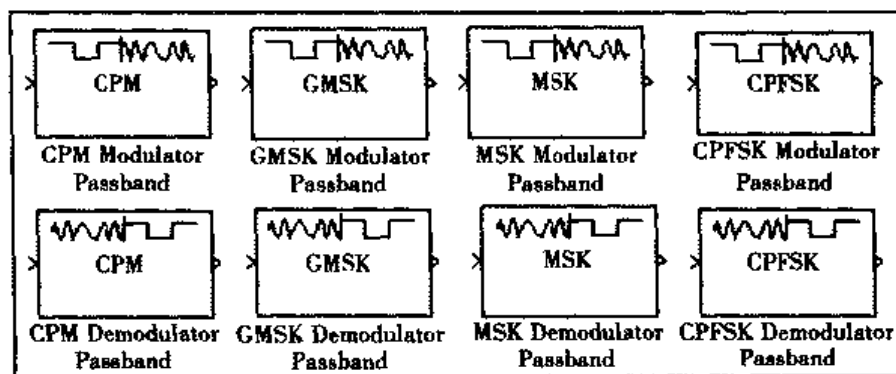 CPM GMSK MSK CPFSK
CPM Modulator GMSK Modulator MSK Modulator CPFSK Modulator
Passband Passband Passband Passband
CPM GMSK MSK CPFSK
CPM Demodulator GMSK Demodulator MSK Demodulator CPFSK Demodulator
Passband Passband Passband Passband